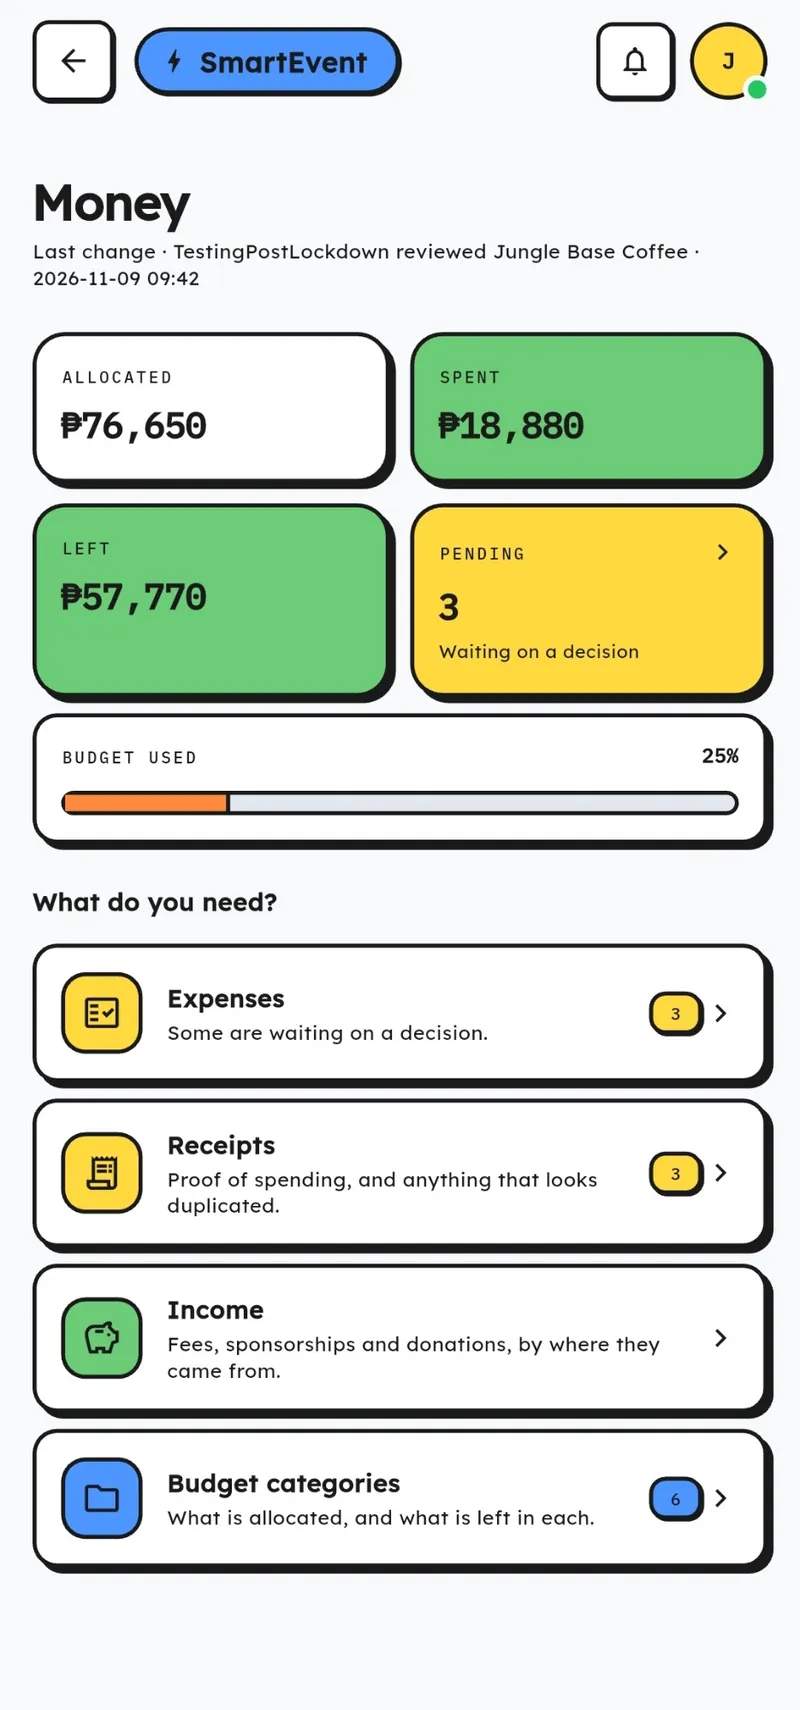 SmartEvent
J
Money
Last change · TestingPostLockdown reviewed Jungle Base Coffee ·
2026-11-09 09:42
ALLOCATED
₱76,650
SPENT
₱18,880
LEFT
₱57,770
PENDING
3
Waiting on a decision
BUDGET USED
25%
What do you need?
Expenses
Some are waiting on a decision.
3
Receipts
Proof of spending, and anything that looks
duplicated.
3
Income
Fees, sponsorships and donations, by where they
came from.
Budget categories
What is allocated, and what is left in each.
6